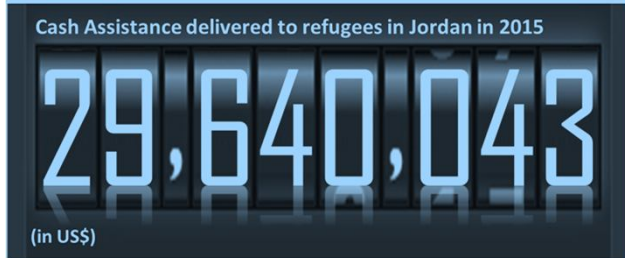 Cash Assistance delivered to refugees in Jordan in 2015
29,640,043
(in US$)